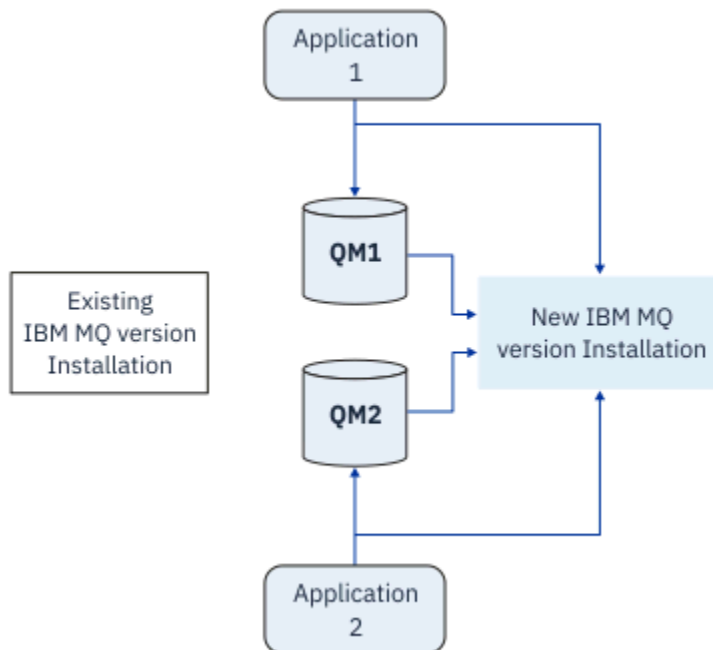 Application
1
QM1
Existing
IBM MQ version
Installation
New IBM MQ
version Installation
QM2
Application
2